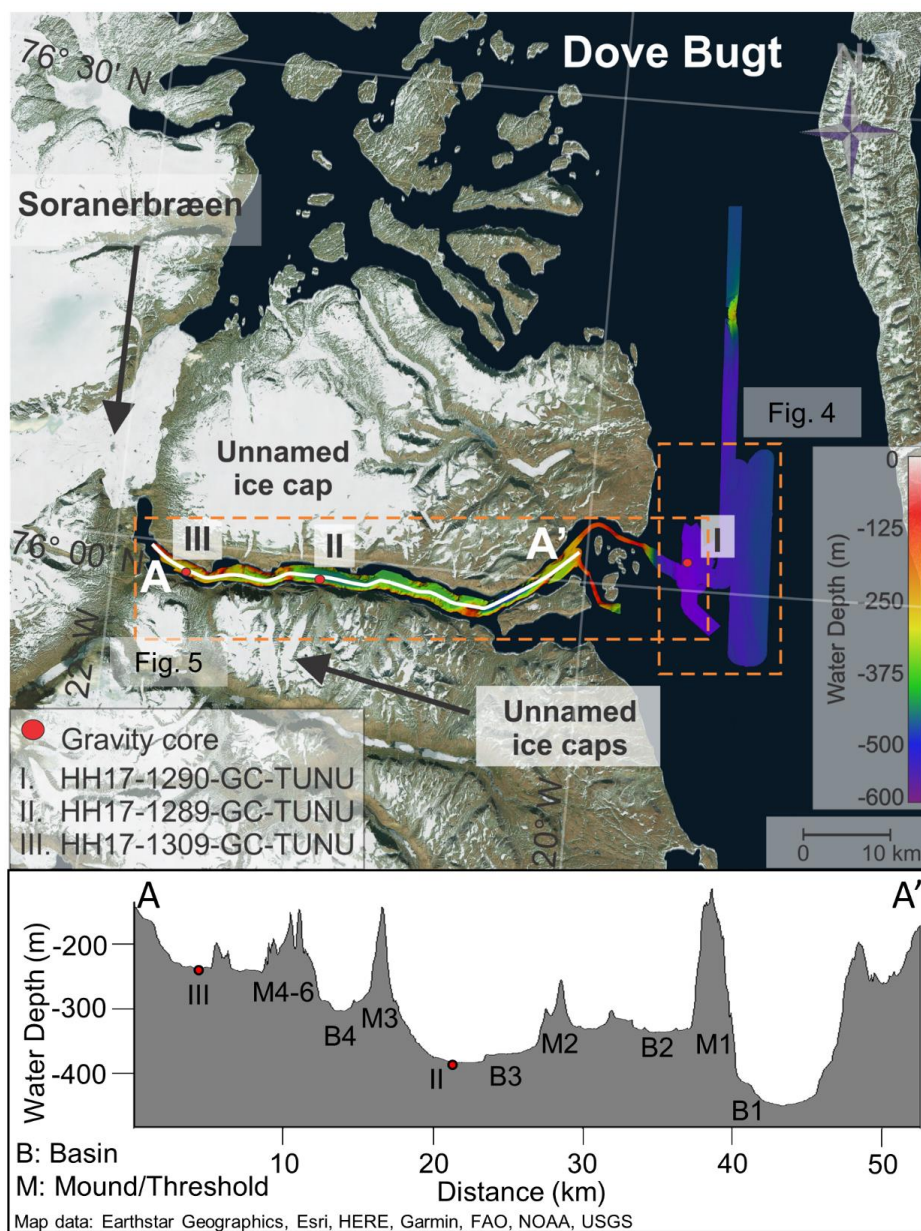 Dove Bugt
76° 30' N
N
Soranerbræen
Fig. 4
Unnamed
ice cap
0
-125
-250
-375
-500
-600
Water Depth (m)
76° 00' N
III
II
A'
I
A
22° W
Fig. 5
Unnamed
ice caps
20° W
Gravity core
I. HH17-1290-GC-TUNU
II. HH17-1289-GC-TUNU
III. HH17-1309-GC-TUNU
0 10 km
A
A’
Water Depth (m)
-200
-300
-400
III
M4-6
B4
M3
II
B3
M2
B2
M1
B1
10 20 30 40 50
B: Basin
M: Mound/Threshold
Distance (km)
Map data: Earthstar Geographics, Esri, HERE, Garmin, FAO, NOAA, USGS